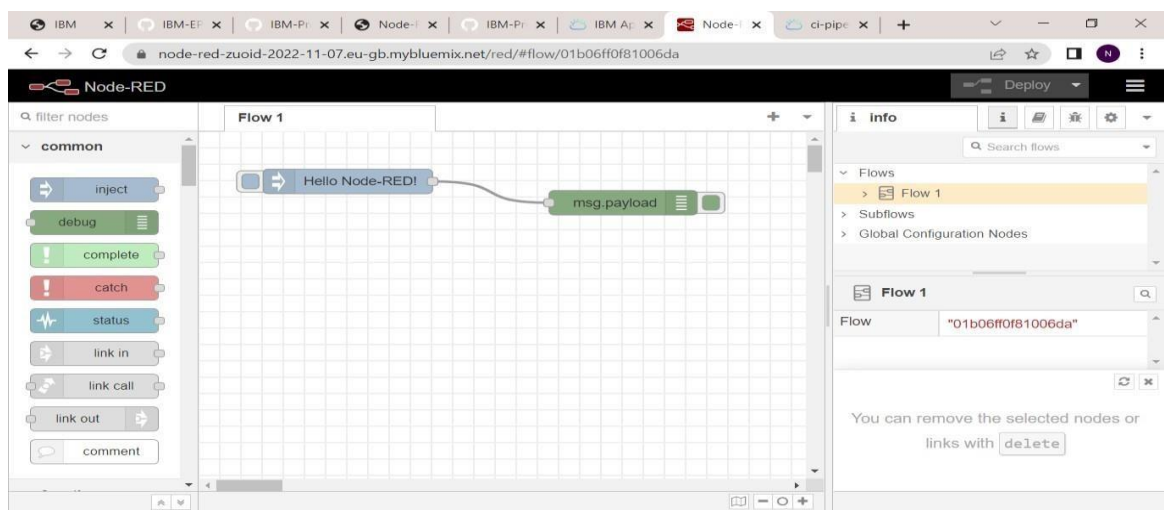 IBM IBM-EF IBM-Pr Node- IBM-Pr IBM Ap Node- ci-pipe
node-red-zuoid-2022-11-07.eu-gb.mybluemix.net/red/#flow/01b06ff0f81006da N
Node-RED Deploy
filter nodes Flow 1 i info i
common Search flows
inject Hello Node-RED! Flows
debug msg.payload Flow 1
complete Subflows
catch Global Configuration Nodes
status Flow 1
link in Flow "01b06ff0f81006da"
link call
link out You can remove the selected nodes or
comment links with delete